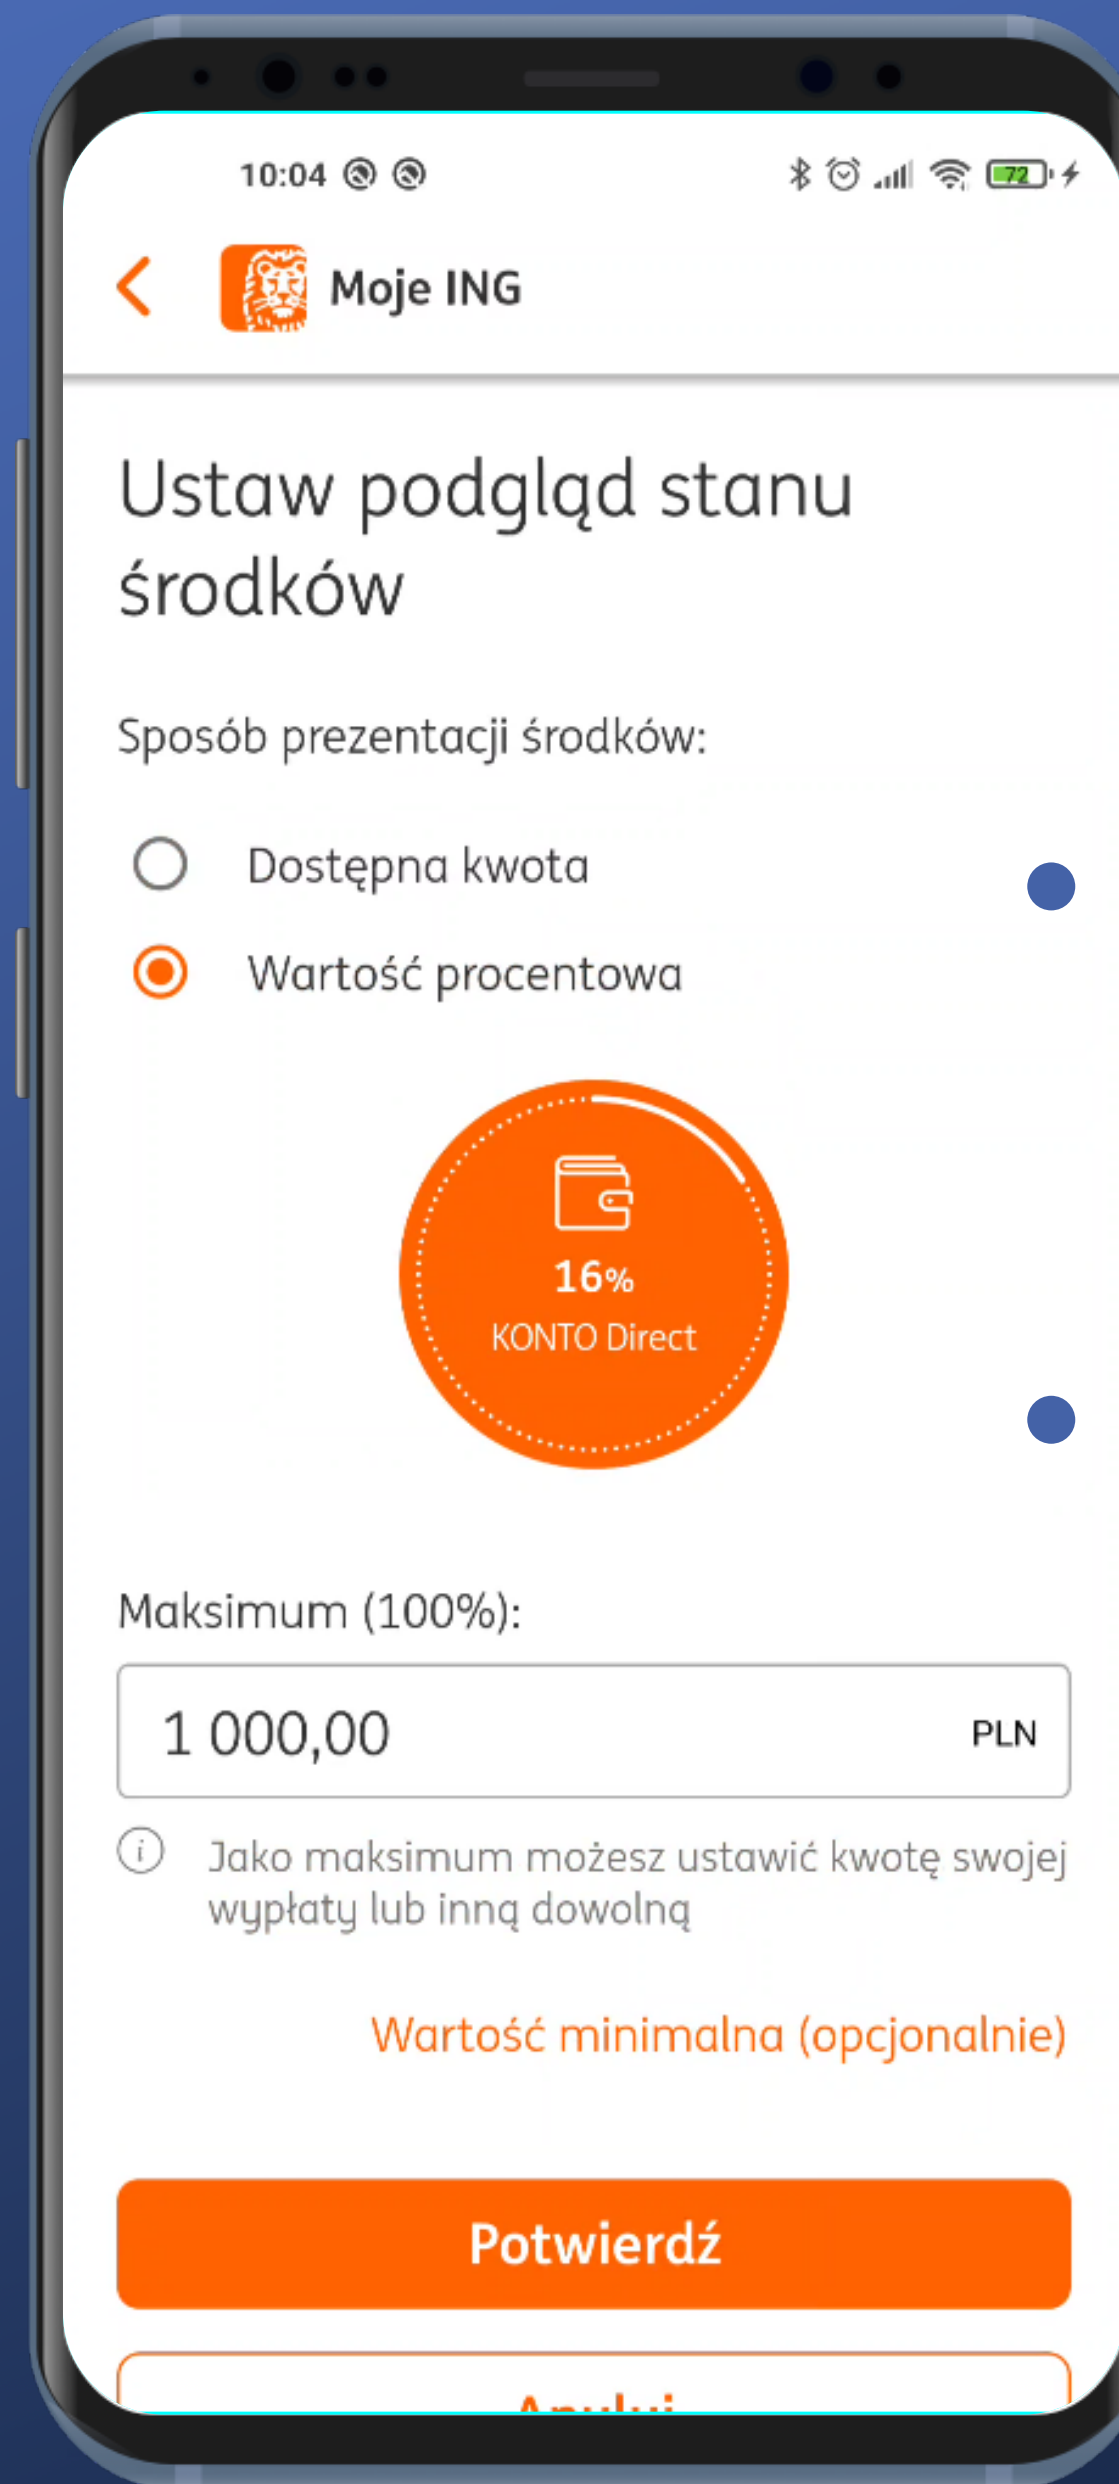 10:04
72
Moje ING
Ustaw podgląd stanu
środków
Sposób prezentacji środków:
Dostępna kwota
Wartość procentowa
16%
KONTO Direct
Maksimum (100%):
1 000,00 PLN
Jako maksimum możesz ustawić kwotę swojej
wypłaty lub inną dowolną
Wartość minimalna (opcjonalnie)
Potwierdź
Anuluj